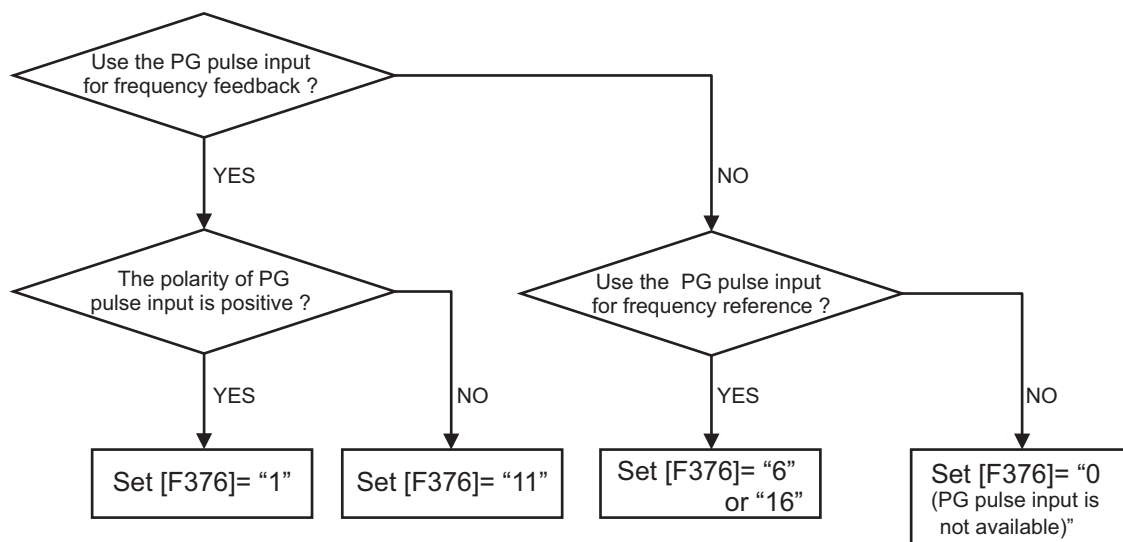 Use the PG pulse input
for frequency feedback ?
YES
NO
The polarity of PG
pulse input is positive ?
Use the PG pulse input
for frequency reference ?
YES
NO
YES
NO
Set [F376]= “1”
Set [F376]= “11”
Set [F376]= “6”
or “16”
Set [F376]= “0
(PG pulse input is
not available)”